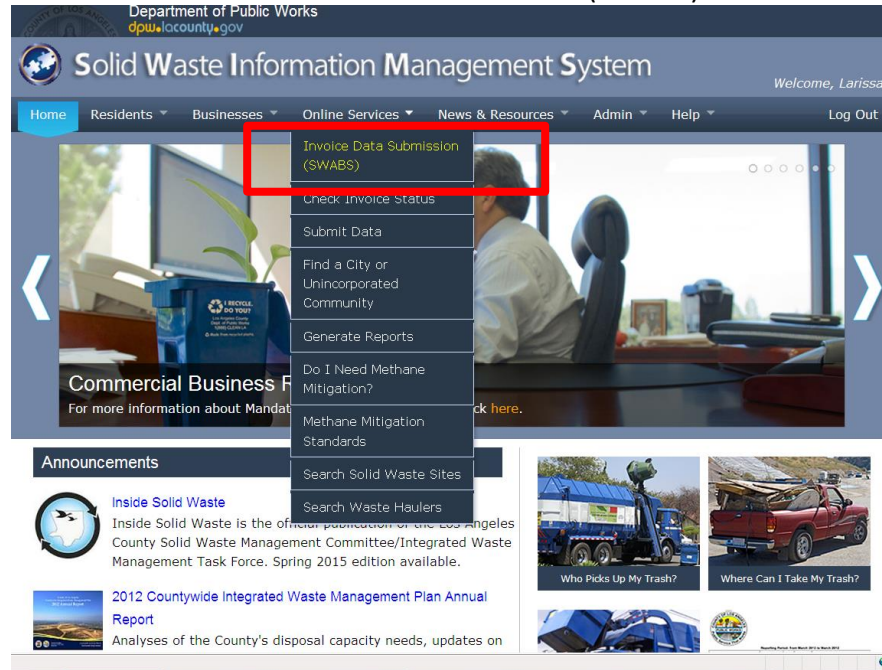 Department of Public Works
dpw.lacounty.gov
Solid Waste Information Management System
Welcome, Larissa
Home Residents Businesses Online Services News & Resources Admin Help Log Out
Invoice Data Submission
(SWABS)
Check Invoice Status
Submit Data
Find a City or
Unincorporated
Community
Generate Reports
Do I Need Methane
Mitigation?
Methane Mitigation
Standards
Search Solid Waste Sites
Search Waste Haulers
I RECYCLE.
DO YOU?
Commercial Business
For more information about here.
Announcements
Inside Solid Waste
Inside Solid Waste is the official publication of the Los Angeles
County Solid Waste Management Committee/Integrated Waste
Management Task Force. Spring 2015 edition available.
2012 Countywide Integrated Waste Management Plan Annual
Report
Analyses of the County's disposal capacity needs, updates on
Who Picks Up My Trash?
Where Can I Take My Trash?